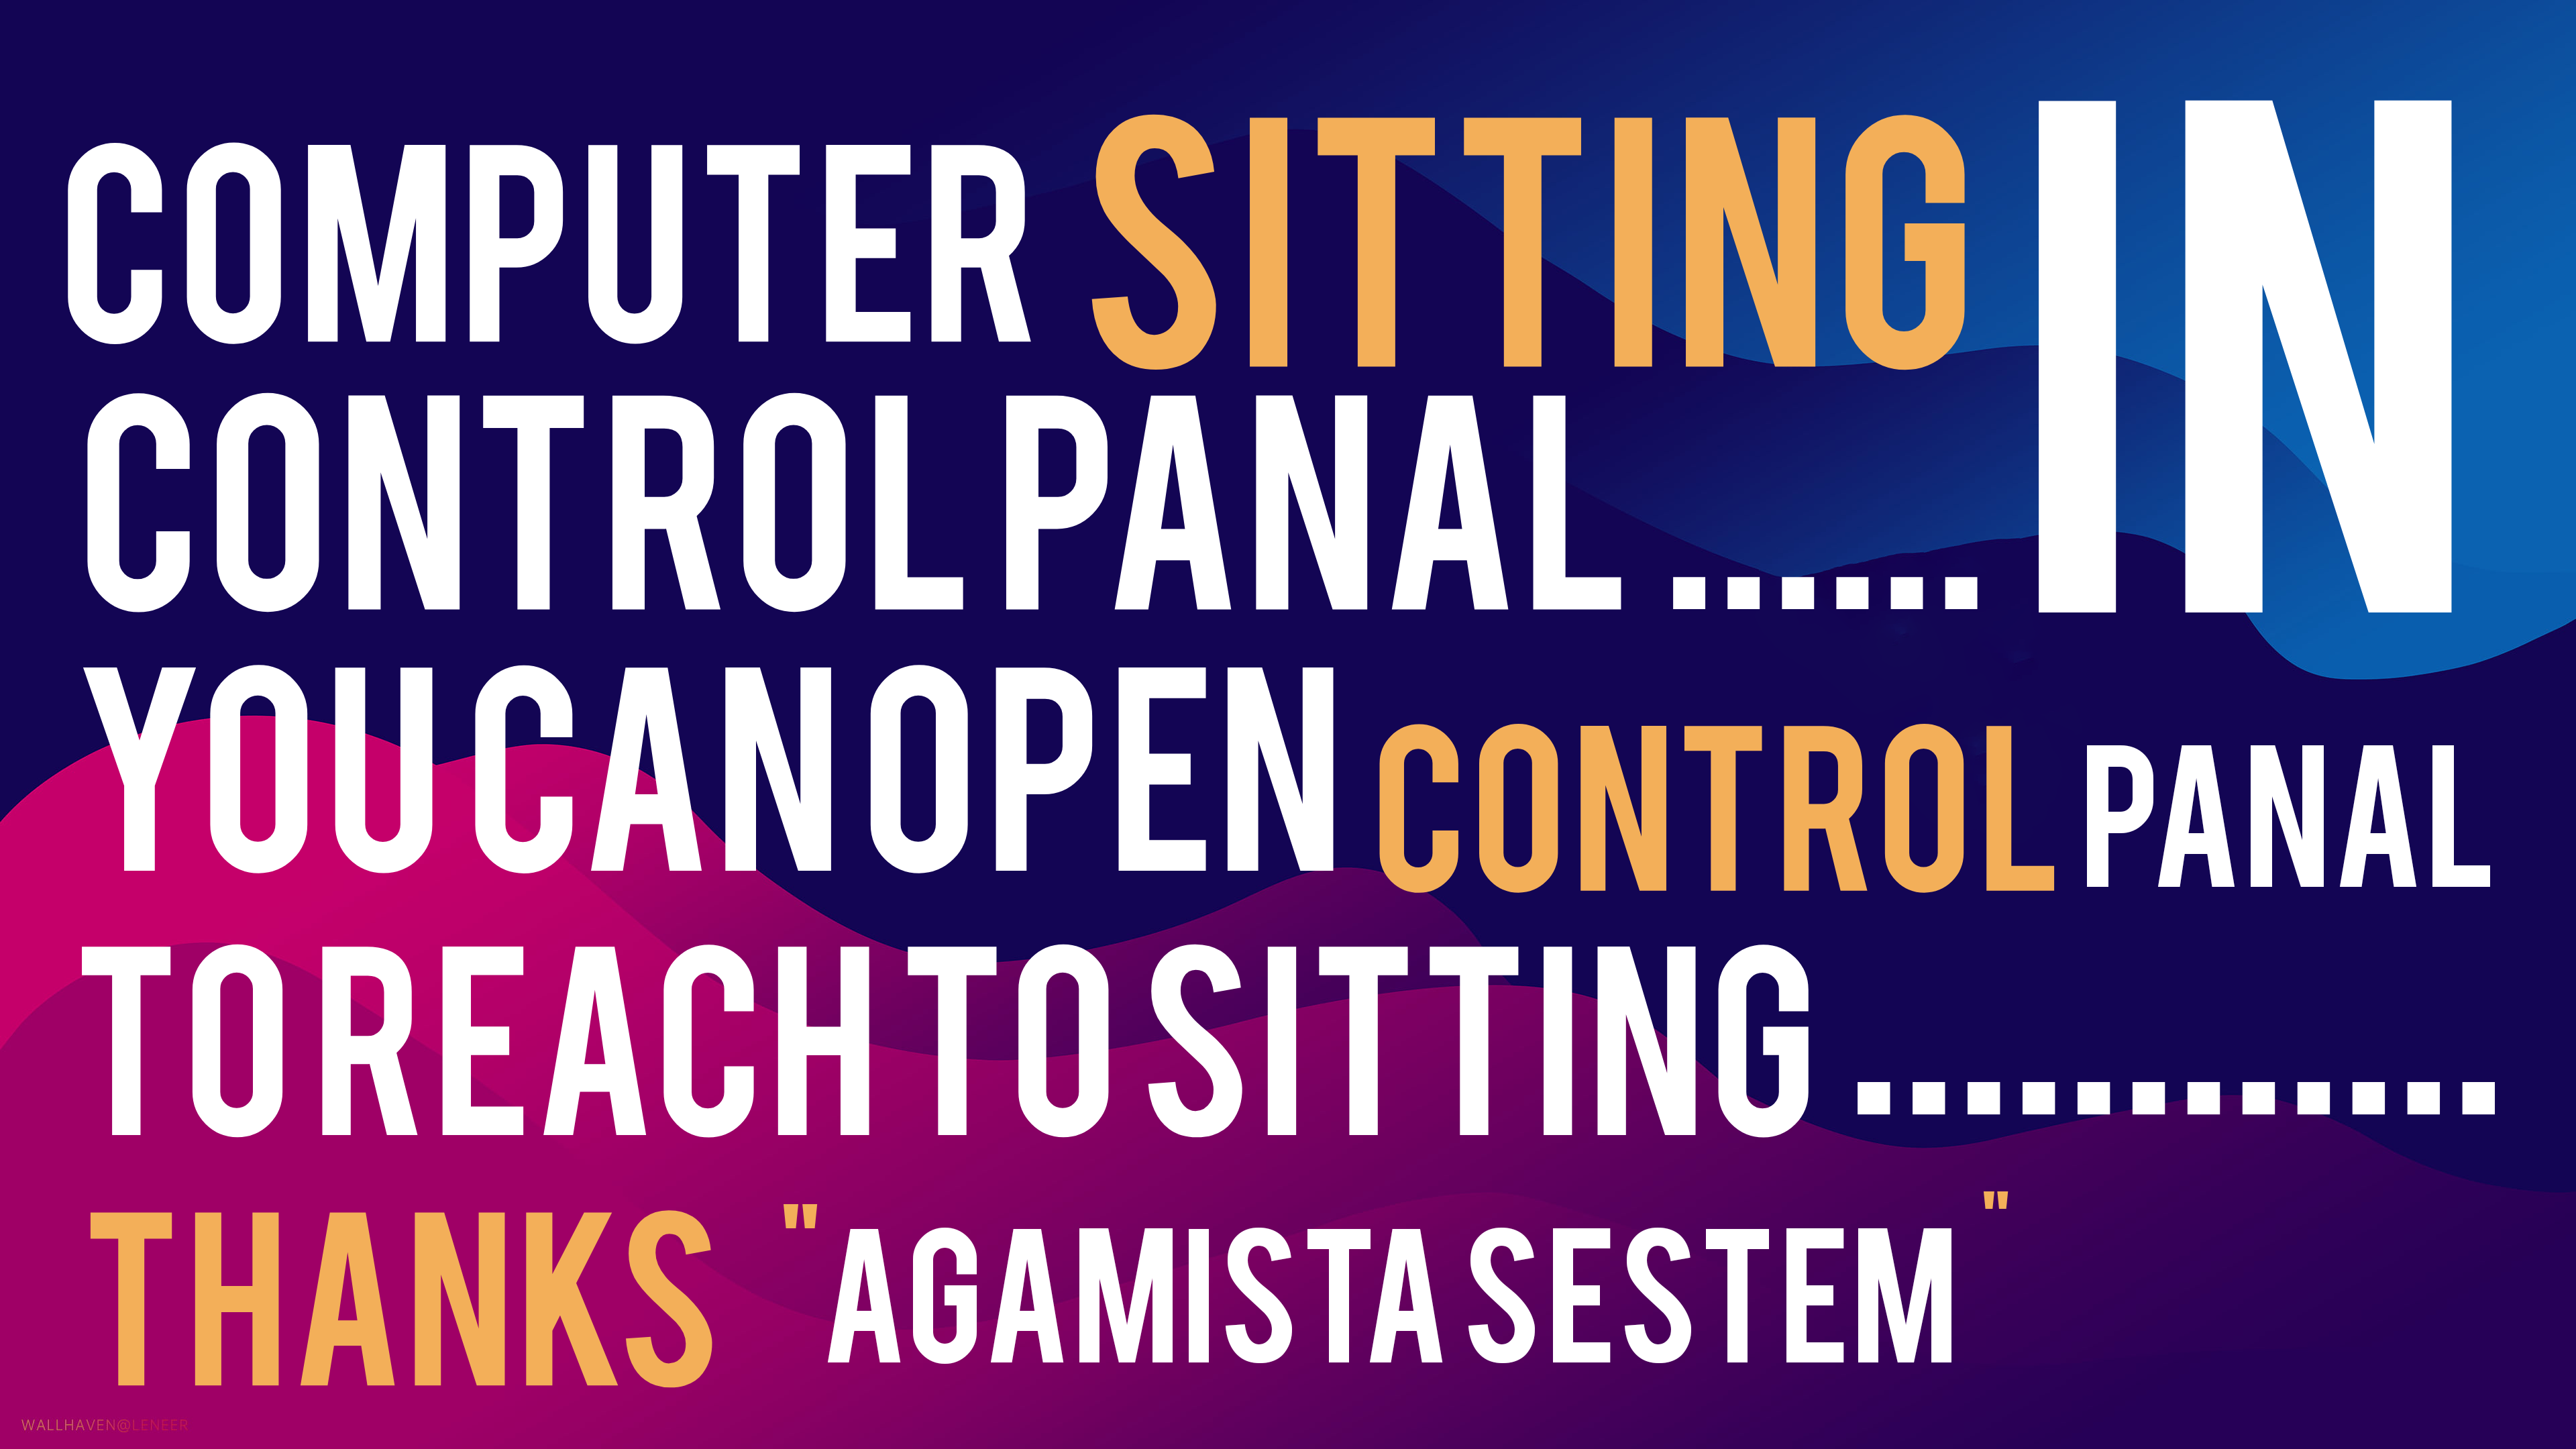 COMPUTER SITTING IN
CONTROL PANAL ......
YOU CAN OPEN CONTROL PANAL
TO REACH TO SITTING ............
THANKS "AGAMISTA SESTEM"
WALLHAVEN@LENEER